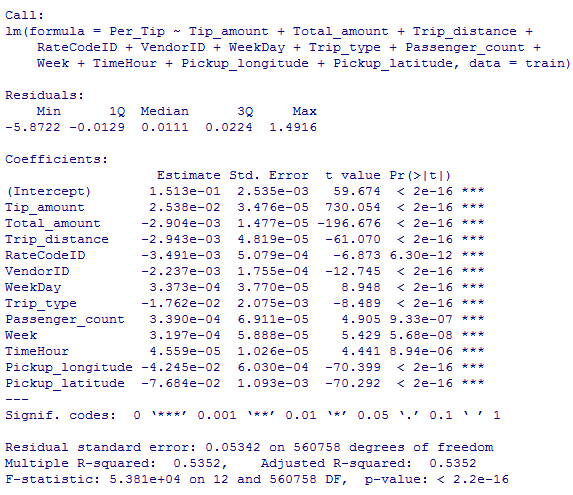 Call:
lm(formula = Per_Tip ~ Tip_amount + Total_amount + Trip_distance +
    RateCodeID + VendorID + WeekDay + Trip_type + Passenger_count +
    Week + TimeHour + Pickup_longitude + Pickup_latitude, data = train)
Residuals:
    Min      1Q  Median      3Q     Max
-5.8722 -0.0129  0.0111  0.0224  1.4916
Coefficients:
                   Estimate Std. Error  t value Pr(>|t|)
(Intercept)       1.513e-01  2.535e-03   59.674  < 2e-16 ***
Tip_amount        2.538e-02  3.476e-05  730.054  < 2e-16 ***
Total_amount     -2.904e-03  1.477e-05 -196.676  < 2e-16 ***
Trip_distance    -2.943e-03  4.819e-05  -61.070  < 2e-16 ***
RateCodeID       -3.491e-03  5.079e-04   -6.873 6.30e-12 ***
VendorID         -2.237e-03  1.755e-04  -12.745  < 2e-16 ***
WeekDay           3.373e-04  3.770e-05    8.948  < 2e-16 ***
Trip_type        -1.762e-02  2.075e-03   -8.489  < 2e-16 ***
Passenger_count   3.390e-04  6.911e-05    4.905 9.33e-07 ***
Week              3.197e-04  5.888e-05    5.429 5.68e-08 ***
TimeHour          4.559e-05  1.026e-05    4.441 8.94e-06 ***
Pickup_longitude -4.245e-02  6.030e-04  -70.399  < 2e-16 ***
Pickup_latitude  -7.684e-02  1.093e-03  -70.292  < 2e-16 ***
---
Signif. codes:  0 ‘***’ 0.001 ‘**’ 0.01 ‘*’ 0.05 ‘.’ 0.1 ‘ ’ 1
Residual standard error: 0.05342 on 560758 degrees of freedom
Multiple R-squared:  0.5352,    Adjusted R-squared:  0.5352
F-statistic: 5.381e+04 on 12 and 560758 DF,  p-value: < 2.2e-16